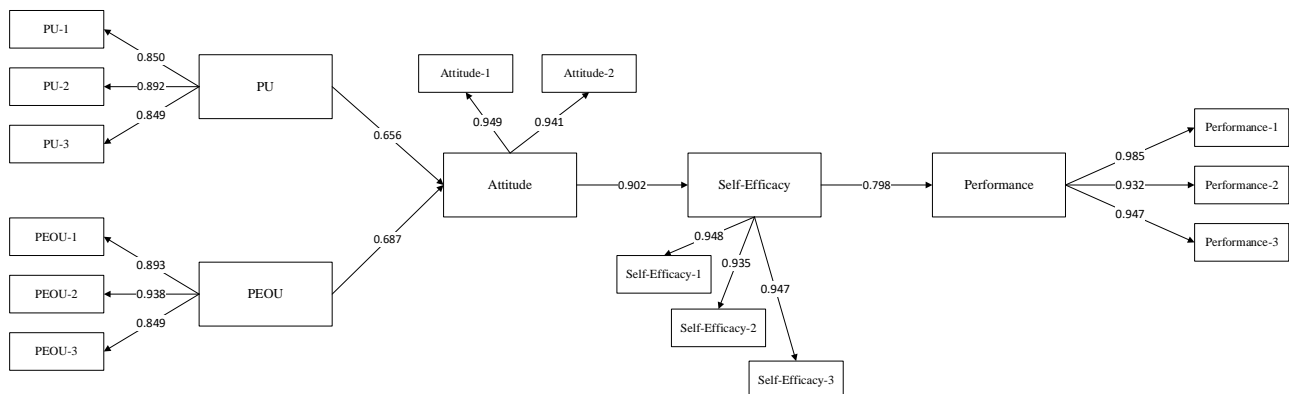 PU-1
0.850
PU-2
0.892
PU-3
0.849
PU
0.656
PEOU-1
0.893
PEOU-2
0.938
PEOU-3
0.849
PEOU
0.687
Attitude-1
0.949
Attitude-2
0.941
Attitude
0.902
Self-Efficacy
0.948
Self-Efficacy-1
0.935
Self-Efficacy-2
0.947
Self-Efficacy-3
0.798
Performance
0.985
Performance-1
0.932
Performance-2
0.947
Performance-3